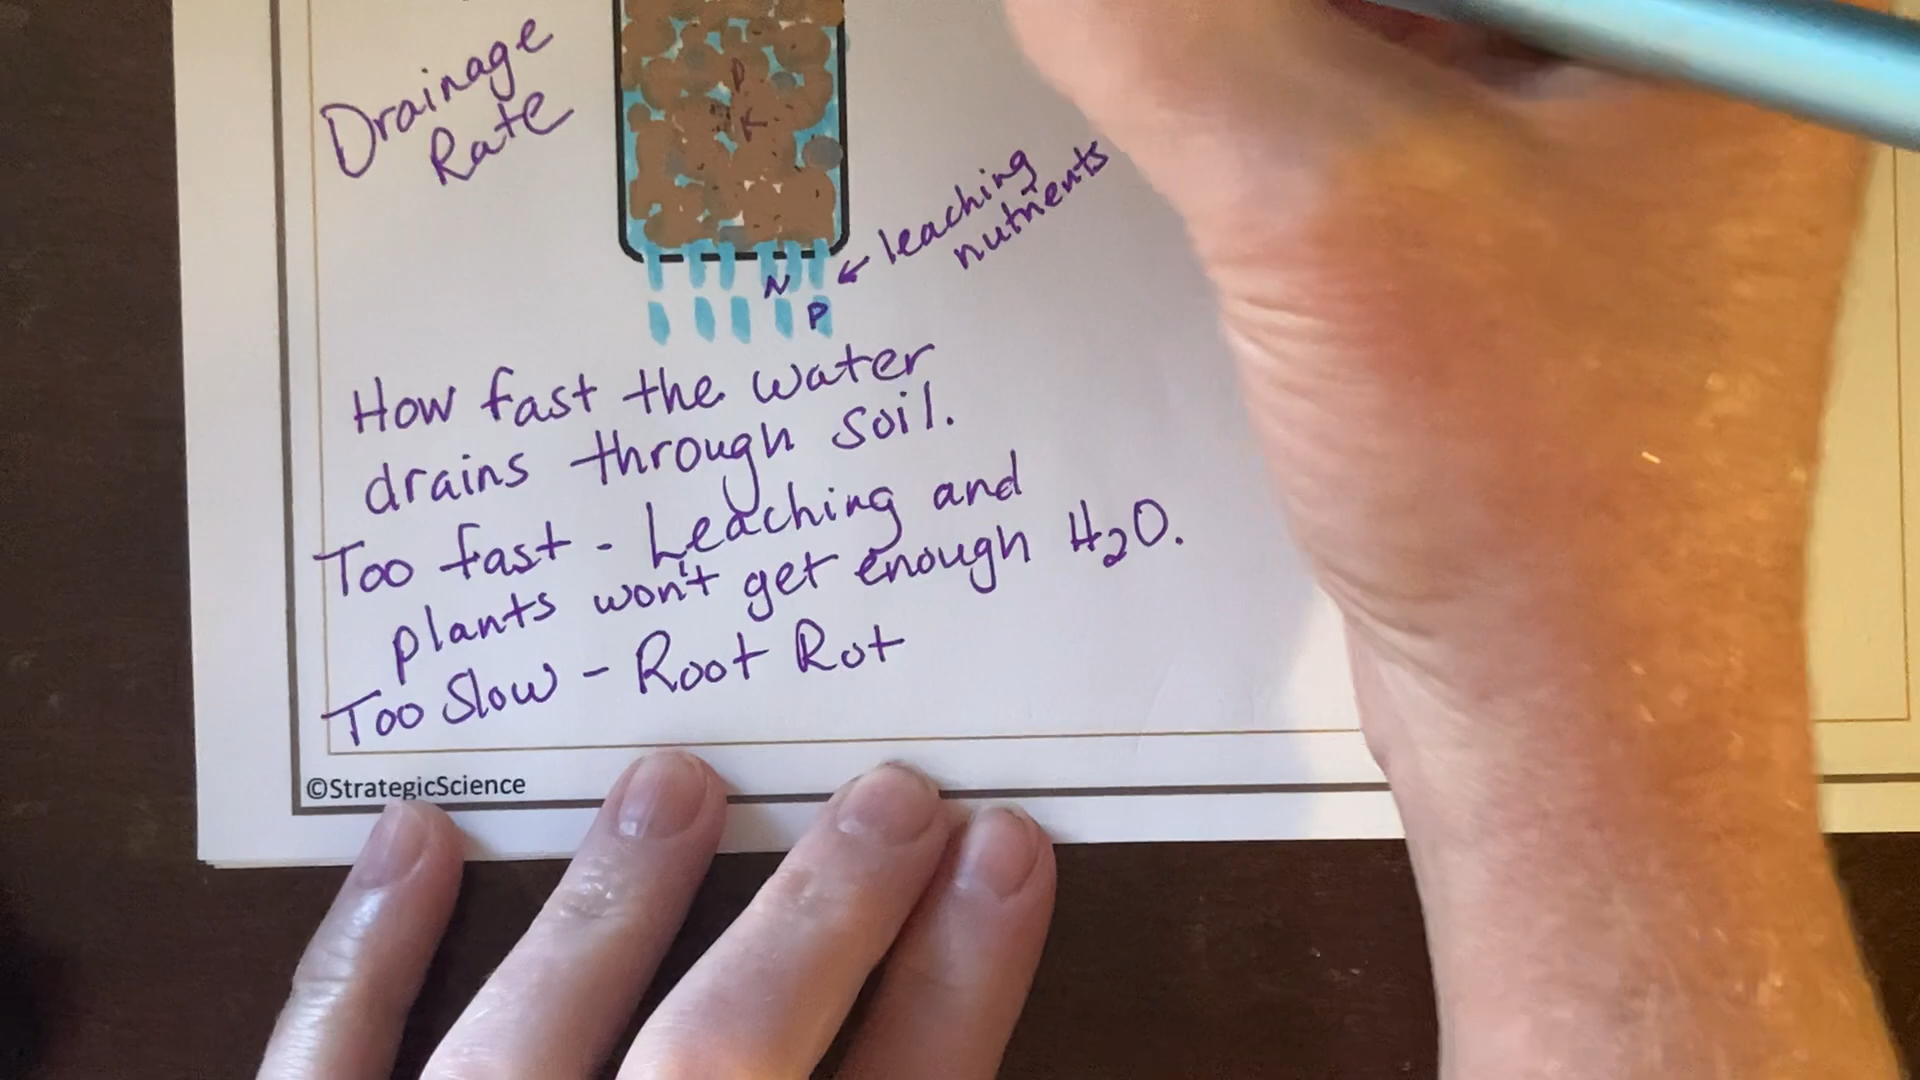 Drainage
Rate
P
K
leaching
nutrients
N
P
How fast the water
drains through soil.
Too fast - Leaching and
plants won't get enough H₂O.
Too Slow - Root Rot
©StrategicScience